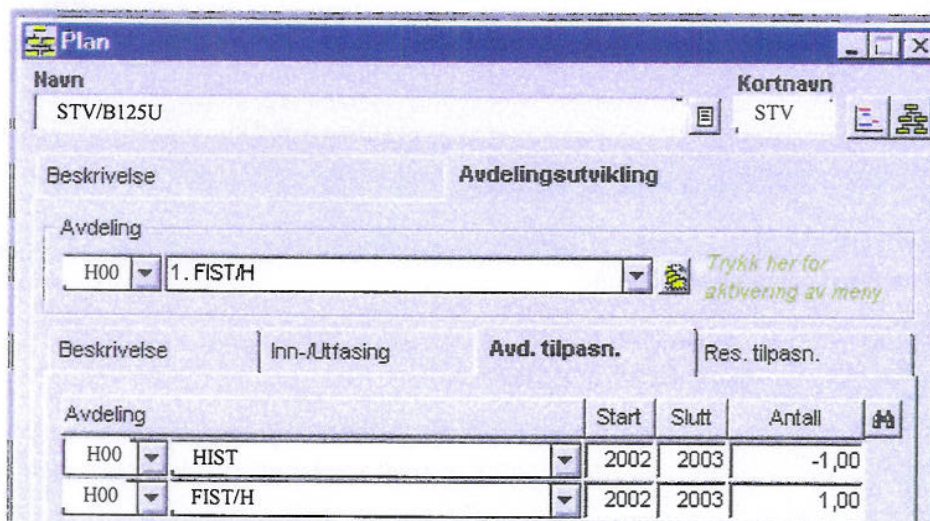 Plan
Navn Kortnavn
STV/B125U STV
Beskrivelse Avdelingsutvikling
Avdeling
H00 1. FIST/H Trykk her for
aktivering av meny
Beskrivelse Inn-/Utfasing Avd. tilpasn. Res. tilpasn.
Avdeling Start Slutt Antall
H00 HIST 2002 2003 -1,00
H00 FIST/H 2002 2003 1,00